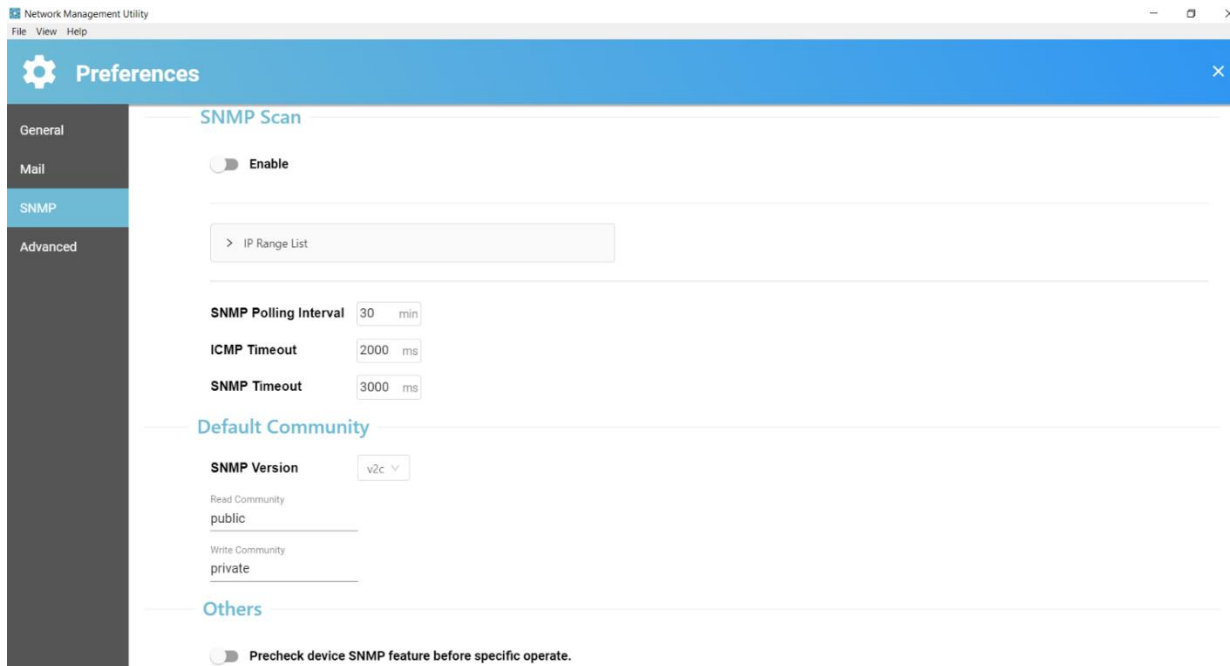 Network Management Utility
File View Help
Preferences
General
Mail
SNMP
Advanced
SNMP Scan
Enable
IP Range List
SNMP Polling Interval 30 min
ICMP Timeout 2000 ms
SNMP Timeout 3000 ms
Default Community
SNMP Version v2c
Read Community
public
Write Community
private
Others
Precheck device SNMP feature before specific operate.